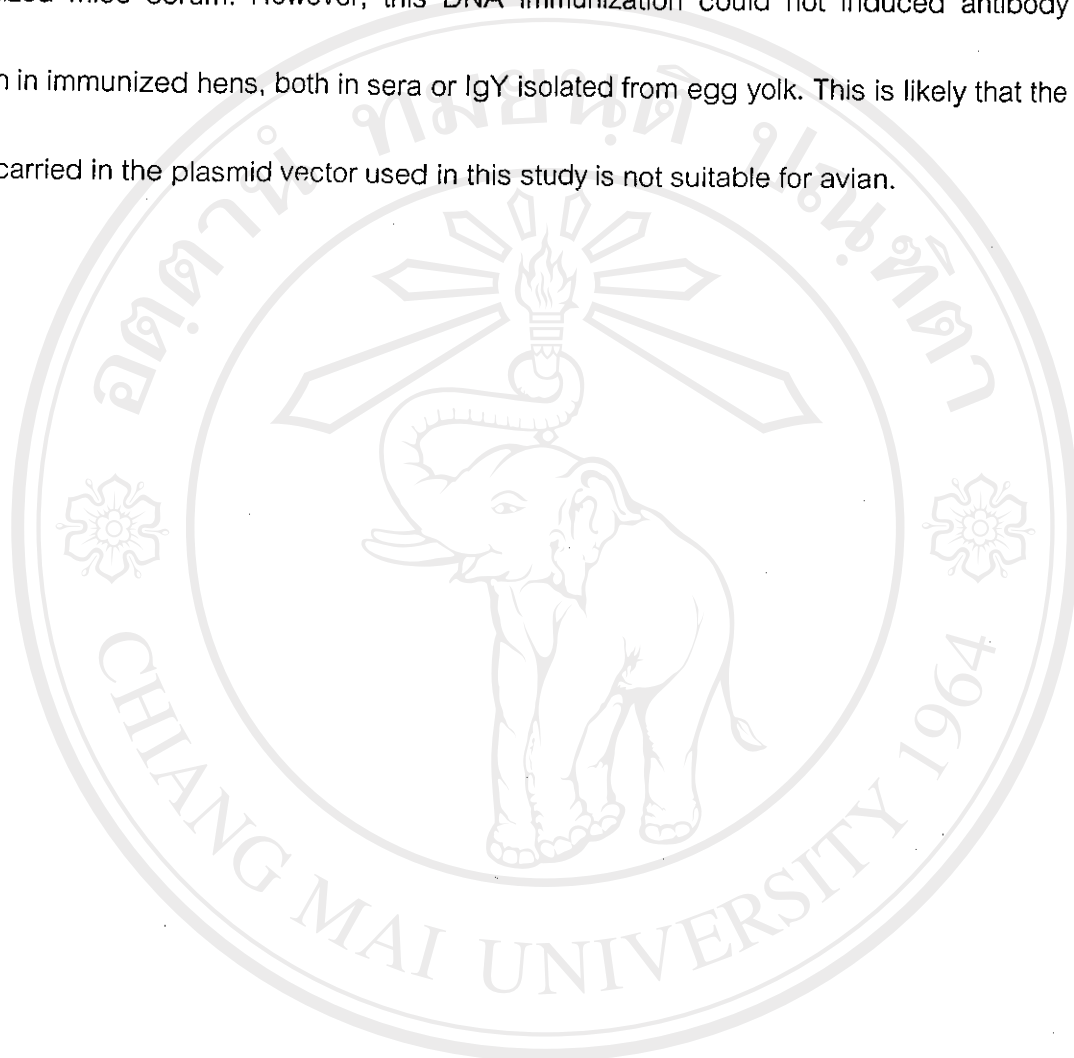 mice serum. However, this DNA immunization could not induced antibody
in immunized hens, both in sera or IgY isolated from egg yolk. This is likely that the
carried in the plasmid vector used in this study is not suitable for avian.
CHIANG MAI UNIVERSITY 1964